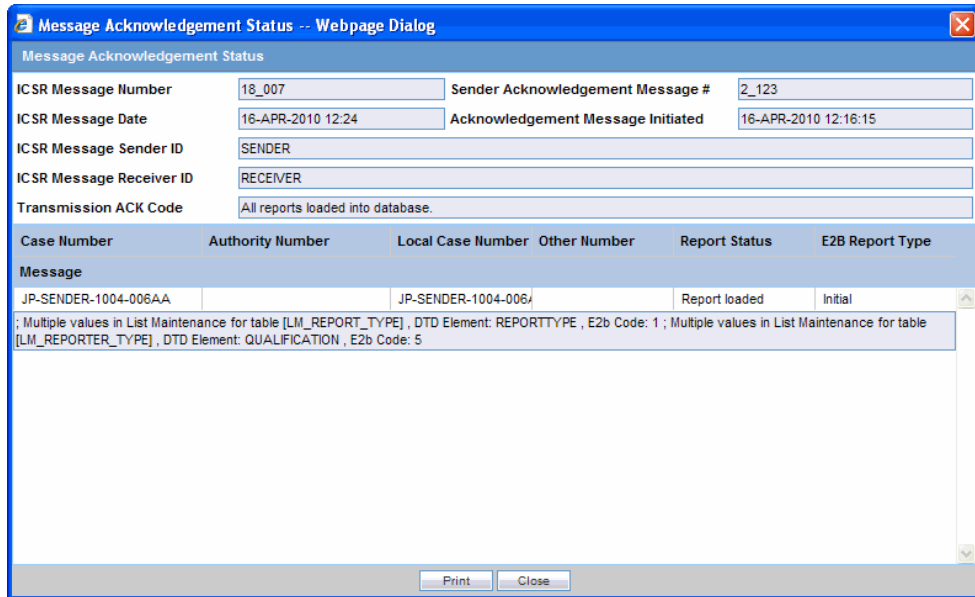 Message Acknowledgement Status -- Webpage Dialog
Message Acknowledgement Status
ICSR Message Number 18_007 Sender Acknowledgement Message # 2_123
ICSR Message Date 16-APR-2010 12:24 Acknowledgement Message Initiated 16-APR-2010 12:16:15
ICSR Message Sender ID SENDER
ICSR Message Receiver ID RECEIVER
Transmission ACK Code All reports loaded into database.
Case Number Authority Number Local Case Number Other Number Report Status E2B Report Type
Message
JP-SENDER-1004-006AA JP-SENDER-1004-006A Report loaded Initial
; Multiple values in List Maintenance for table [LM_REPORT_TYPE] , DTD Element: REPORTTYPE , E2b Code: 1 ; Multiple values in List Maintenance for table
[LM_REPORTER_TYPE] , DTD Element: QUALIFICATION , E2b Code: 5
Print Close